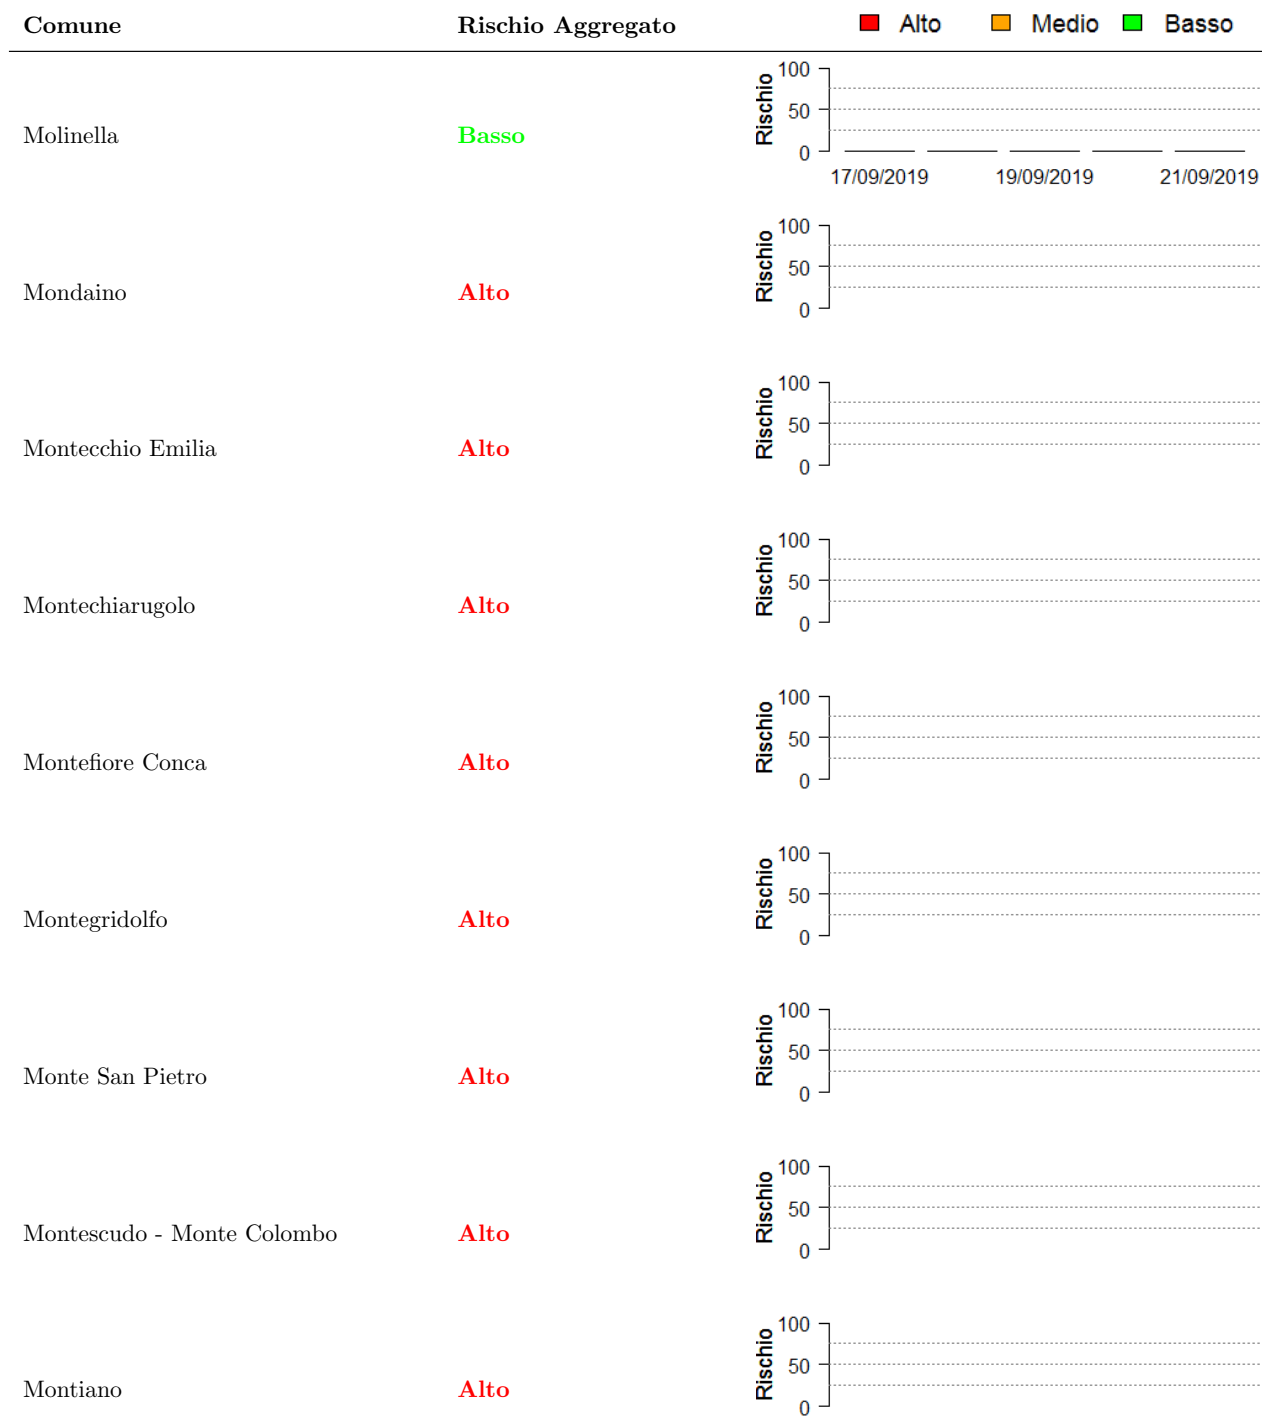 Comune Rischio Aggregato Alto Medio Basso
Molinella Basso Rischio 100 50 0
17/09/2019 19/09/2019 21/09/2019
Mondaino Alto Rischio 100 50 0
Montecchio Emilia Alto Rischio 100 50 0
Montechiarugolo Alto Rischio 100 50 0
Montefiore Conca Alto Rischio 100 50 0
Montegridolfo Alto Rischio 100 50 0
Monte San Pietro Alto Rischio 100 50 0
Montescudo - Monte Colombo Alto Rischio 100 50 0
Montiano Alto Rischio 100 50 0